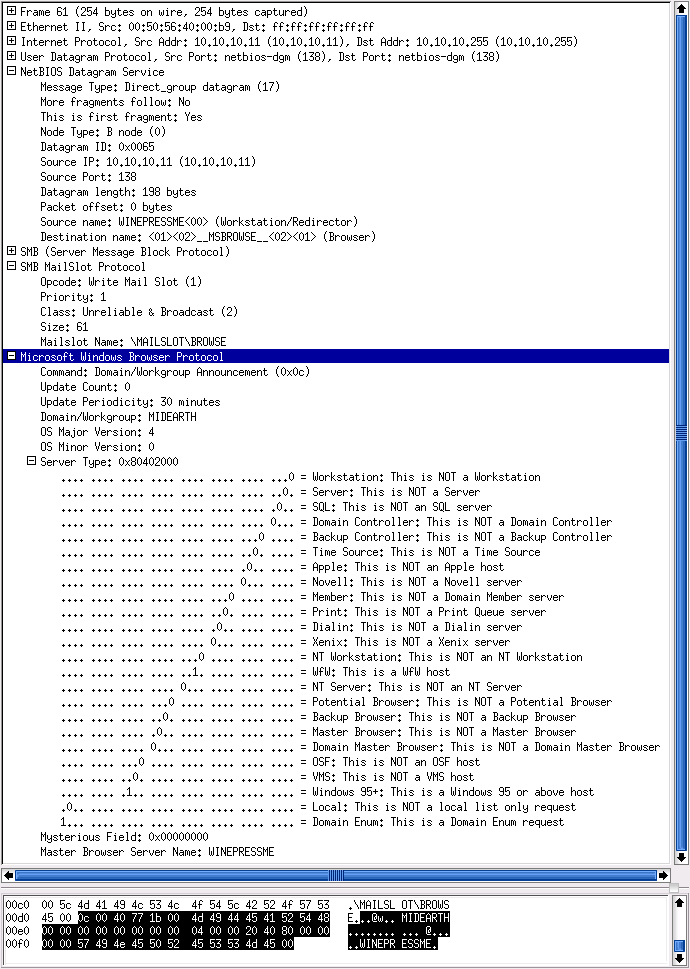 Frame 61 (254 bytes on wire, 254 bytes captured)
Ethernet II, Src: 00:50:56:40:00:b9, Dst: ff:ff:ff:ff:ff:ff
Internet Protocol, Src Addr: 10.10.10.11 (10.10.10.11), Dst Addr: 10.10.10.255 (10.10.10.255)
User Datagram Protocol, Src Port: netbios-dgm (138), Dst Port: netbios-dgm (138)
NetBIOS Datagram Service
Message Type: Direct_group datagram (17)
More fragments follow: No
This is first fragment: Yes
Node Type: B node (0)
Datagram ID: 0x0065
Source IP: 10.10.10.11 (10.10.10.11)
Source Port: 138
Datagram length: 198 bytes
Packet offset: 0 bytes
Source name: WINEPRESSME<00> (Workstation/Redirector)
Destination name: <01><02>__MSBROWSE__<02><01> (Browser)
SMB (Server Message Block Protocol)
SMB MailSlot Protocol
Opcode: Write Mail Slot (1)
Priority: 1
Class: Unreliable & Broadcast (2)
Size: 61
Mailslot Name: \MAILSLOT\BROWSE
Microsoft Windows Browser Protocol
Command: Domain/Workgroup Announcement (0x0c)
Update Count: 0
Update Periodicity: 30 minutes
Domain/Workgroup: MIDEARTH
OS Major Version: 4
OS Minor Version: 0
Server Type: 0x80402000
.... .... .... .... .... .... .... ...0 = Workstation: This is NOT a Workstation
.... .... .... .... .... .... .... ..0. = Server: This is NOT a Server
.... .... .... .... .... .... .... .0.. = SQL: This is NOT an SQL server
.... .... .... .... .... .... .... 0... = Domain Controller: This is NOT a Domain Controller
.... .... .... .... .... .... ...0 .... = Backup Controller: This is NOT a Backup Controller
.... .... .... .... .... .... ..0. .... = Time Source: This is NOT a Time Source
.... .... .... .... .... .... .0.. .... = Apple: This is NOT an Apple host
.... .... .... .... .... .... 0... .... = Novell: This is NOT a Novell server
.... .... .... .... .... ...0 .... .... = Member: This is NOT a Domain Member server
.... .... .... .... .... ..0. .... .... = Print: This is NOT a Print Queue server
.... .... .... .... .... .0.. .... .... = Dialin: This is NOT a Dialin server
.... .... .... .... .... 0... .... .... = Xenix: This is NOT a Xenix server
.... .... .... .... ...0 .... .... .... = NT Workstation: This is NOT an NT Workstation
.... .... .... .... ..1. .... .... .... = WfW: This is a WfW host
.... .... .... .... 0... .... .... .... = NT Server: This is NOT an NT Server
.... .... .... ...0 .... .... .... .... = Potential Browser: This is NOT a Potential Browser
.... .... .... ..0. .... .... .... .... = Backup Browser: This is NOT a Backup Browser
.... .... .... .0.. .... .... .... .... = Master Browser: This is NOT a Master Browser
.... .... .... 0... .... .... .... .... = Domain Master Browser: This is NOT a Domain Master Browser
.... .... ...0 .... .... .... .... .... = OSF: This is NOT an OSF host
.... .... ..0. .... .... .... .... .... = VMS: This is NOT a VMS host
.... .... .1.. .... .... .... .... .... = Windows 95+: This is a Windows 95 or above host
.0.. .... .... .... .... .... .... .... = Local: This is NOT a local list only request
1... .... .... .... .... .... .... .... = Domain Enum: This is a Domain Enum request
Mysterious Field: 0x00000000
Master Browser Server Name: WINEPRESSME
00c0 00 5c 4d 41 49 4c 53 4c 4f 54 5c 42 52 4f 57 53 .\MAILSL OT\BROWS
00d0 45 00 0c 00 40 77 1b 00 4d 49 44 45 41 52 54 48 E...@w.. MIDEARTH
00e0 00 00 00 00 00 00 00 00 04 00 00 20 40 80 00 00 ........ ... @...
00f0 00 00 57 49 4e 45 50 52 45 53 53 4d 45 00 ..WINEPR ESSME.